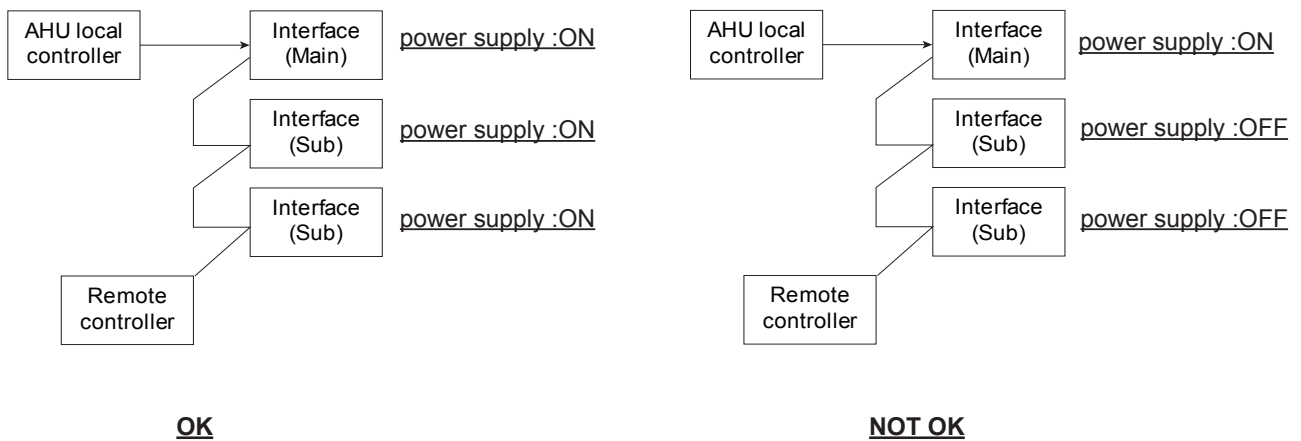 AHU local
controller
Interface
(Main)
power supply :ON
Interface
(Sub)
power supply :ON
Interface
(Sub)
power supply :ON
Remote
controller
OK
AHU local
controller
Interface
(Main)
power supply :ON
Interface
(Sub)
power supply :OFF
Interface
(Sub)
power supply :OFF
Remote
controller
NOT OK